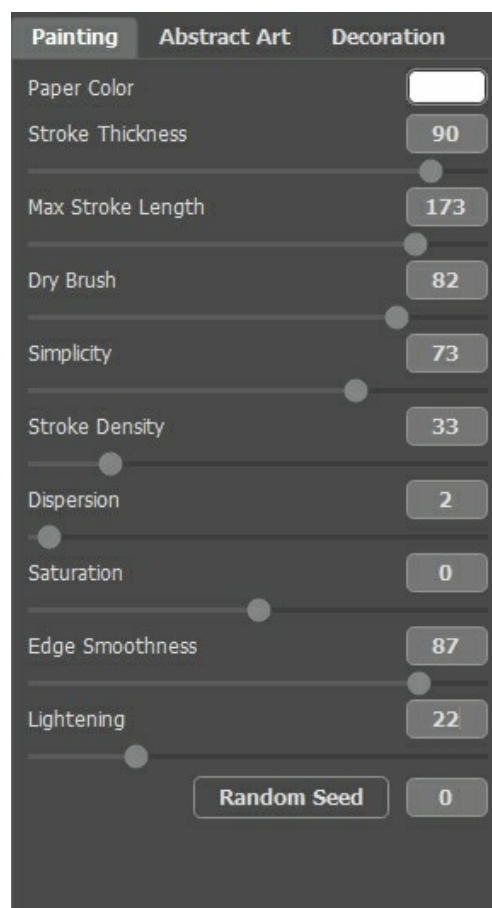 Painting Abstract Art Decoration
Paper Color
Stroke Thickness 90
Max Stroke Length 173
Dry Brush 82
Simplicity 73
Stroke Density 33
Dispersion 2
Saturation 0
Edge Smoothness 87
Lightening 22
Random Seed 0